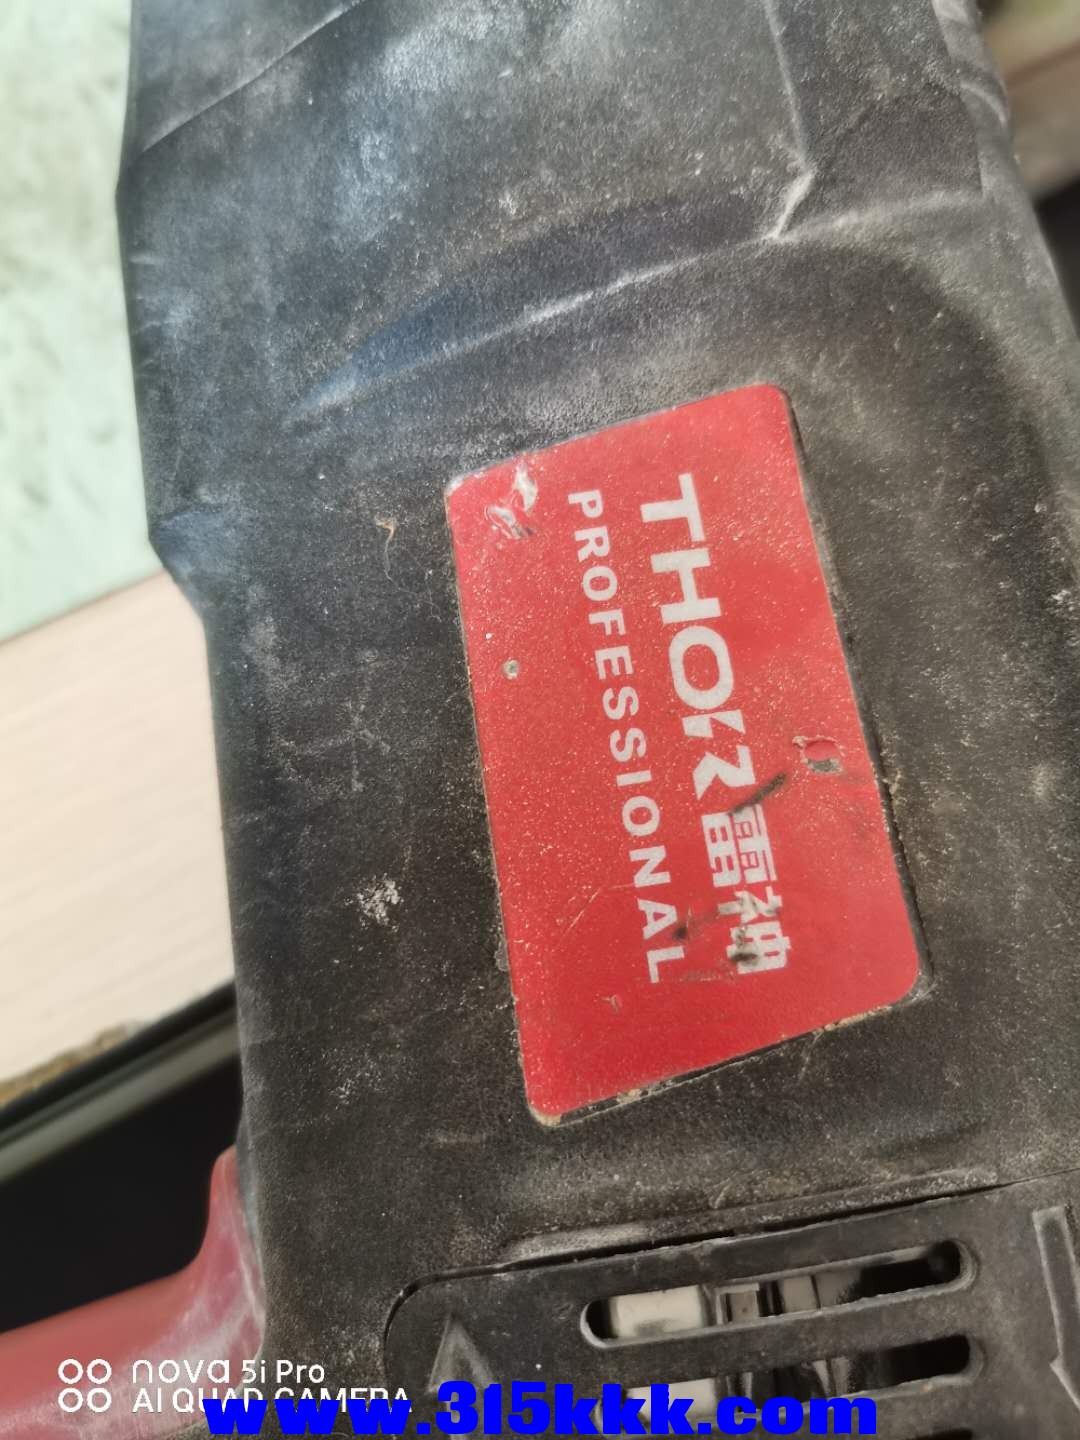 THOR雷神
PROFESSIONAL
nova 5i Pro
AI QUAD CAMERA
www.315kkk.com